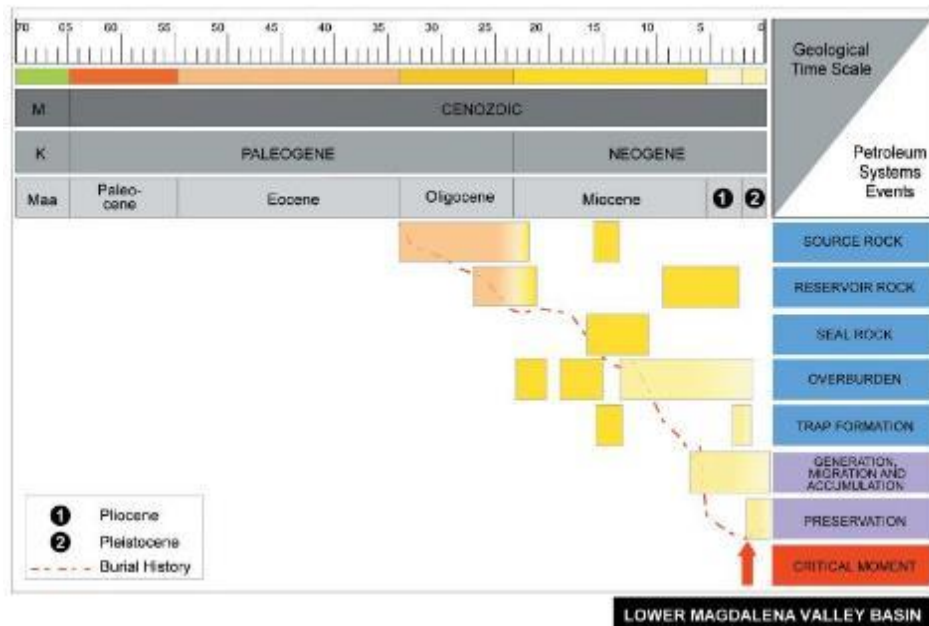 70 65 60 55 50 45 40 35 30 25 20 15 10 5 0
Geological
Time Scale
M CENOZOIC
K PALEOGENE NEOGENE
Petroleum
Systems
Events
Maa Paleo-
cene Eocene Oligocene Miocene 1 2
SOURCE ROCK
RESERVOIR ROCK
SEAL ROCK
OVERBURDEN
TRAP FORMATION
GENERATION,
MIGRATION AND
ACCUMULATION
PRESERVATION
CRITICAL MOMENT
1 Pliocene
2 Pleistocene
Burial History
LOWER MAGDALENA VALLEY BASIN